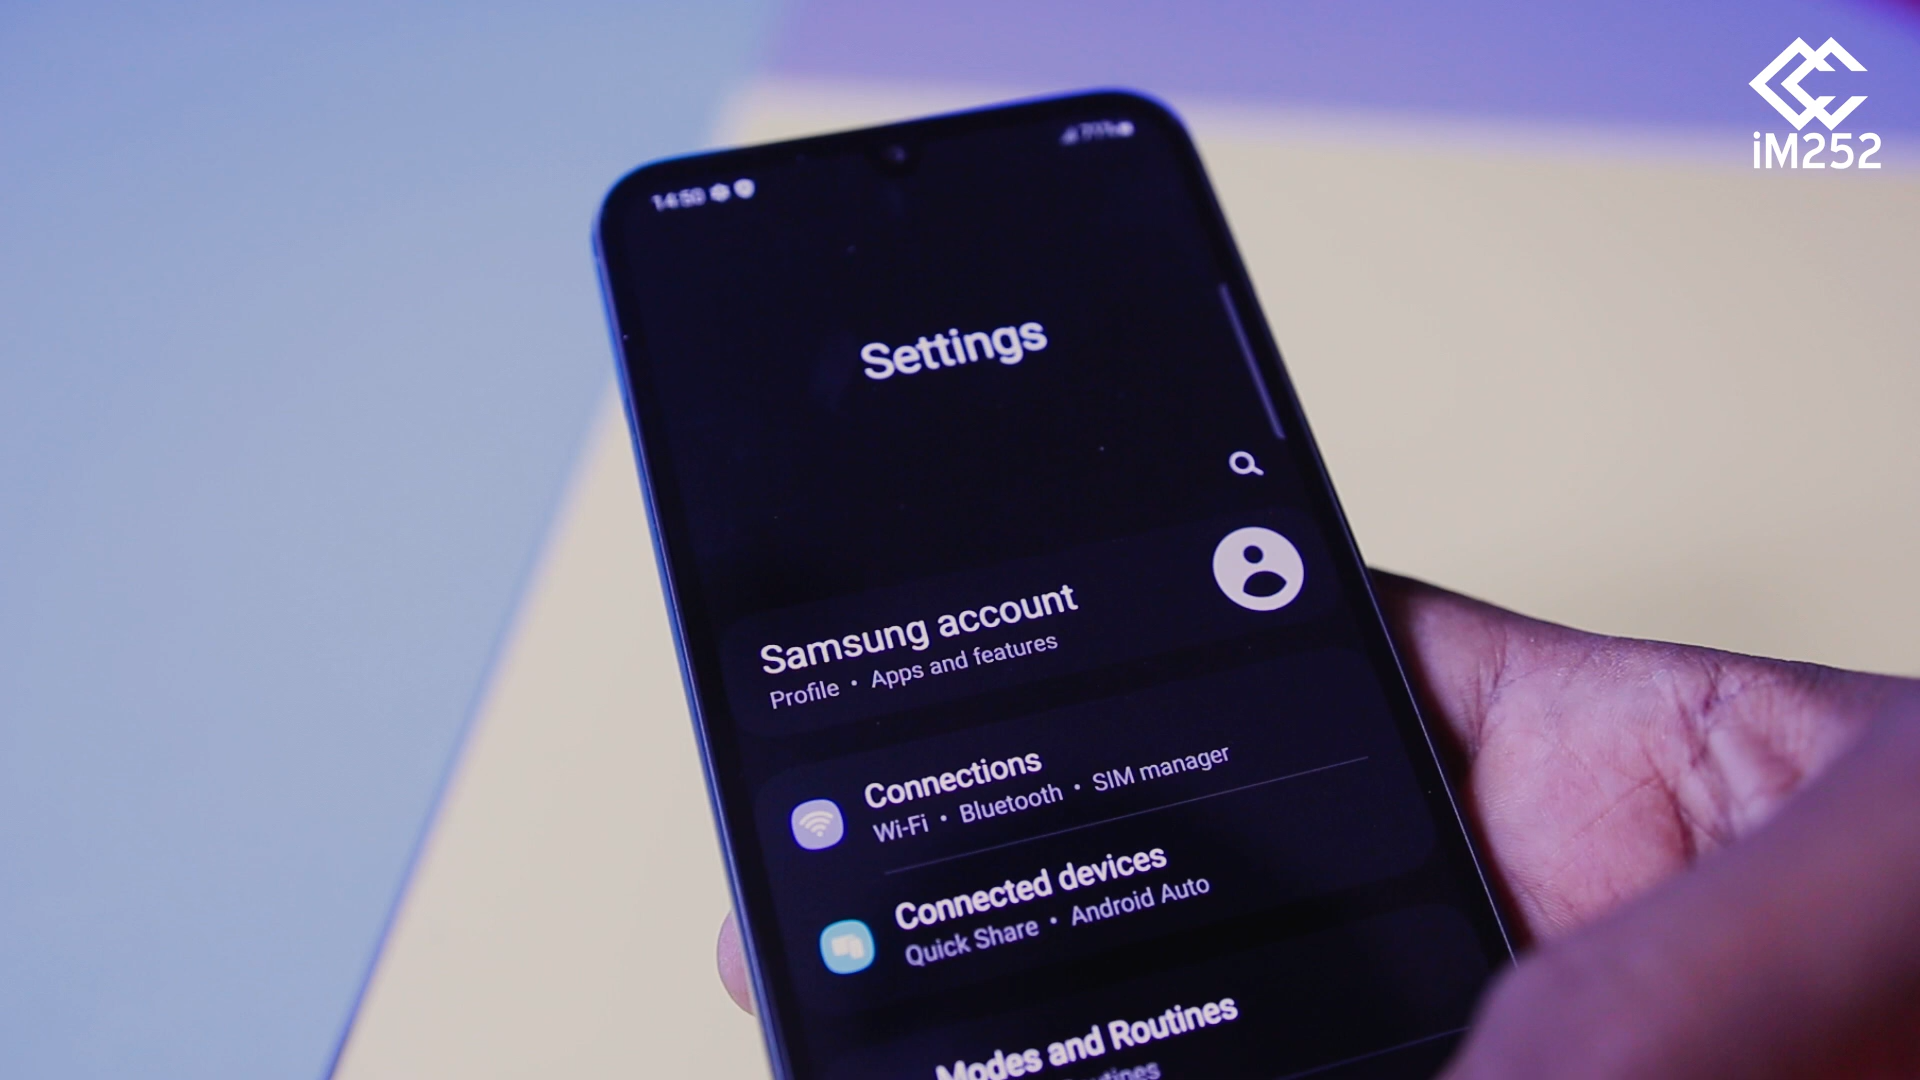 iM252
14:50
Settings
Samsung account
Profile • Apps and features
Connections
Wi-Fi • Bluetooth • SIM manager
Connected devices
Quick Share • Android Auto
Modes and Routines